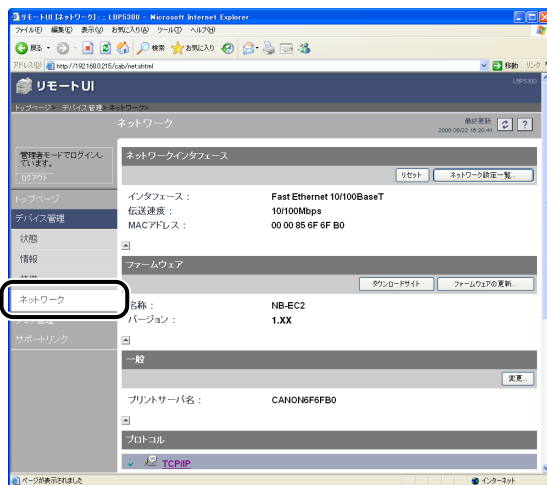 リモートUI [ネットワーク] : ; LBP5300 - Microsoft Internet Explorer
ファイル(F) 編集(E) 表示(V) お気に入り(A) ツール(T) ヘルプ(H)
戻る 検索 お気に入り
アドレス(D) http://192.168.0.215/cab/net.shtml 移動 リンク
リモートUI
LBP5300
トップページ> デバイス管理> ネットワーク>
ネットワーク
最終更新
2006 06/22 16:20:41
?
管理者モードでログインしています。
ログアウト
トップページ
デバイス管理
状態
情報
ネットワーク
サポートリンク
ネットワークインタフェース
リセット ネットワーク設定一覧...
インタフェース : Fast Ethernet 10/100BaseT
伝送速度 : 10/100Mbps
MACアドレス : 00 00 85 6F 6F B0
ファームウェア
ダウンロードサイト ファームウェアの更新...
名称 : NB-EC2
バージョン : 1.XX
一般
変更...
プリントサーバ名 : CANON6F6FB0
プロトコル
TCP/IP
ページが表示されました インターネット